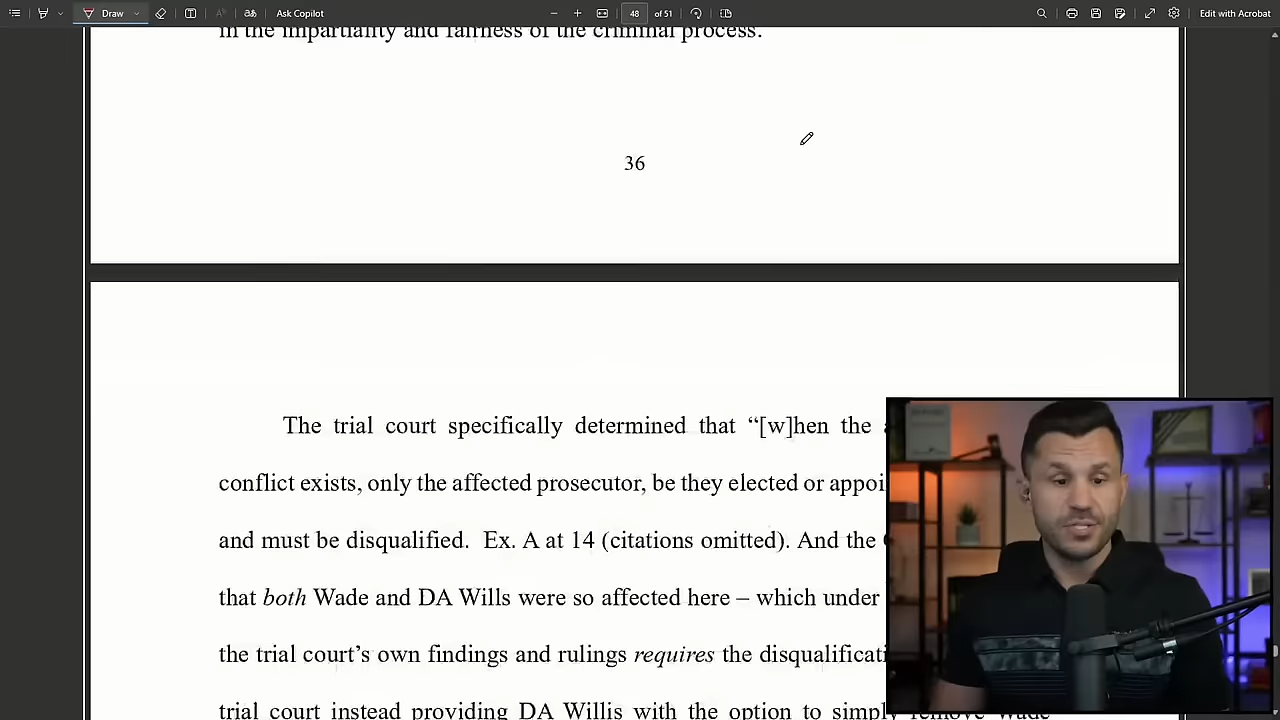 Draw
Ask Copilot
48 of 51
Edit with Acrobat
in the impartiality and fairness of the criminal process.
36
The trial court specifically determined that “[w]hen the
conflict exists, only the affected prosecutor, be they elected or
and must be disqualified. Ex. A at 14 (citations omitted). And the
that both Wade and DA Wills were so affected here – which under
the trial court’s own findings and rulings requires the
trial court instead providing DA Willis with the option to simply remove Wade